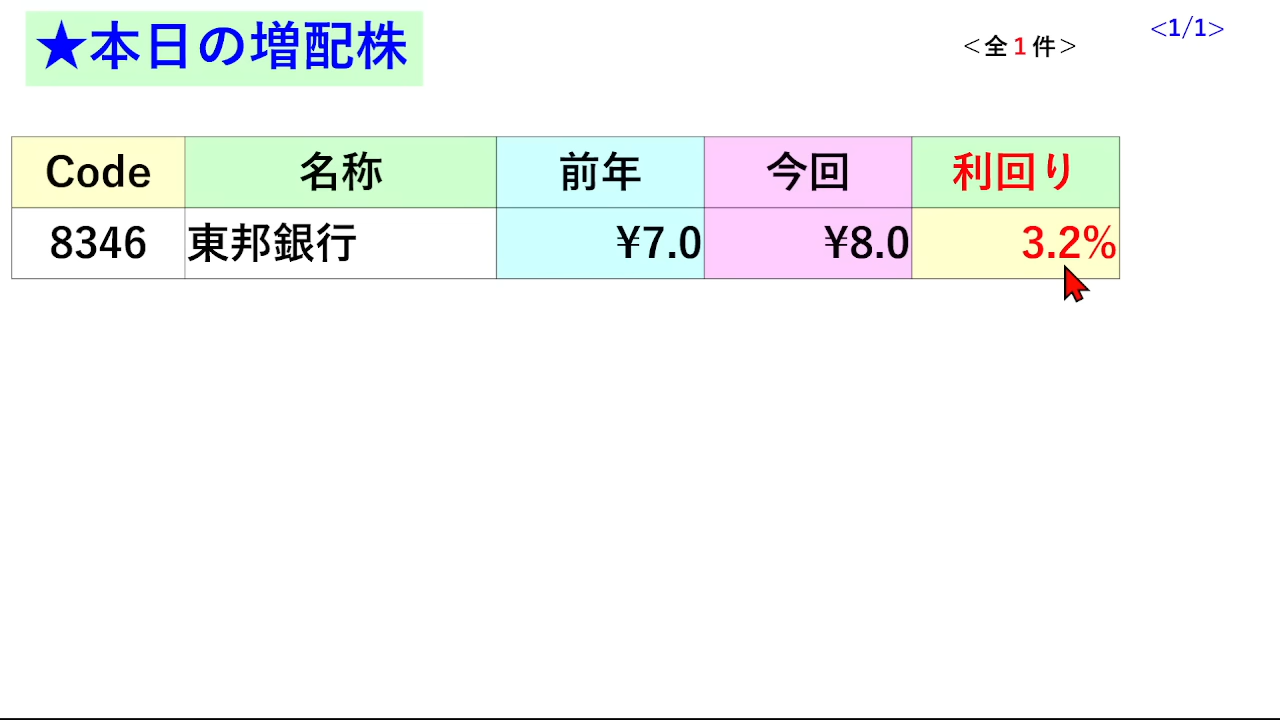 ★本日の増配株
＜全1件＞
<1/1>
Code 名称 前年 今回 利回り
8346 東邦銀行 ¥7.0 ¥8.0 3.2%